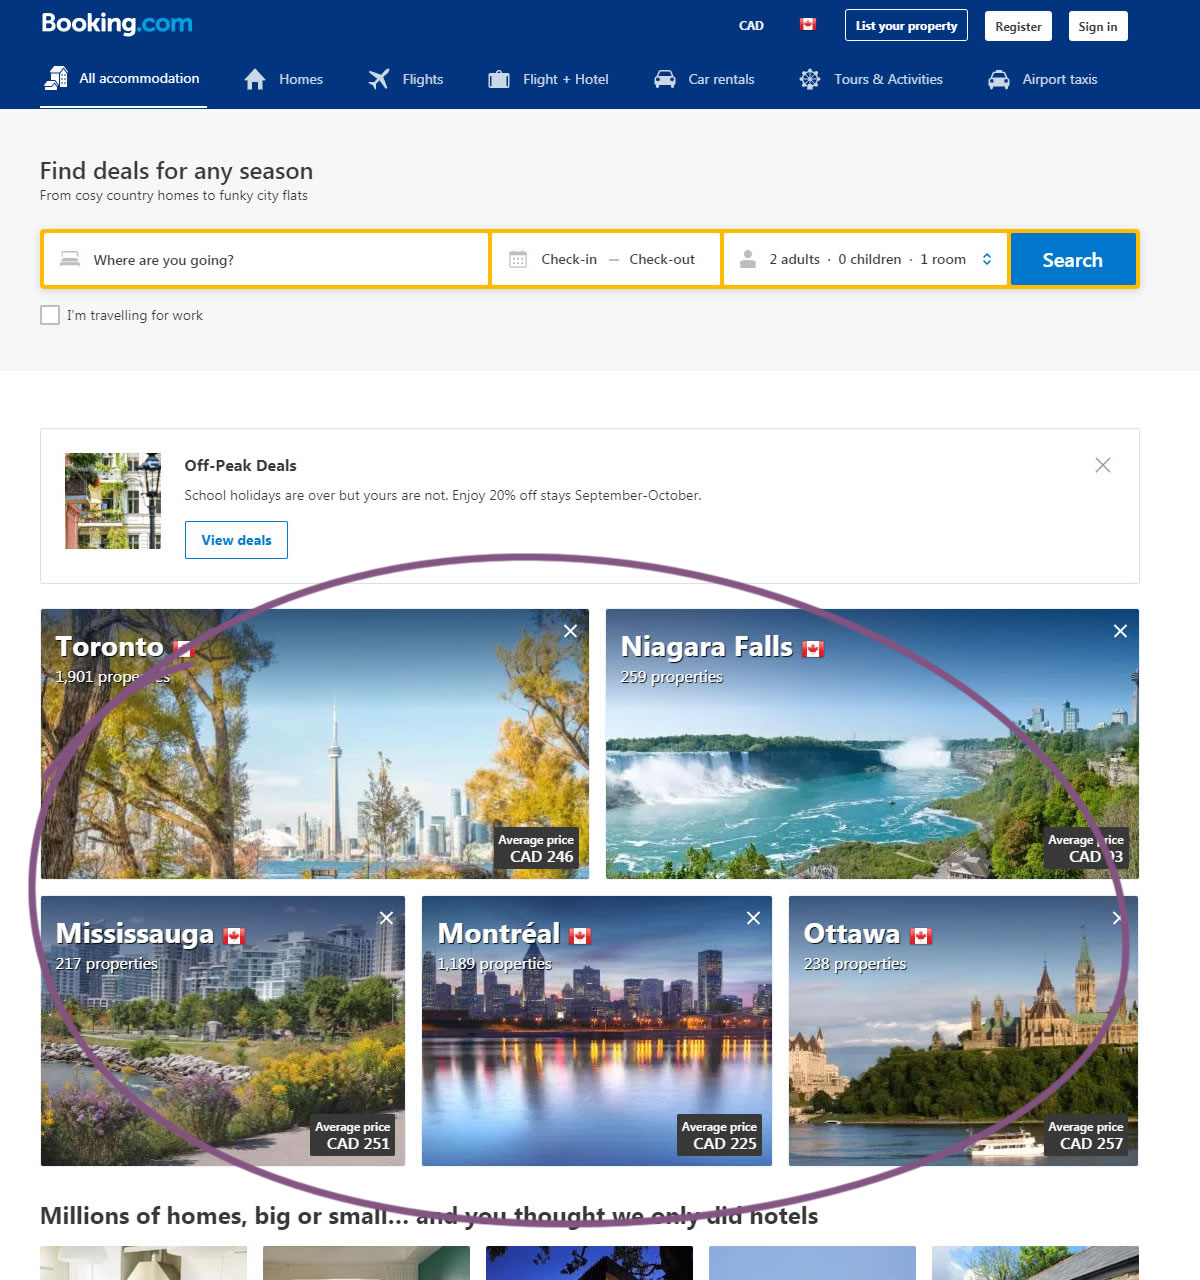 Booking.com
CAD
List your property
Register
Sign in
All accommodation
Homes
Flights
Flight + Hotel
Car rentals
Tours & Activities
Airport taxis
Find deals for any season
From cosy country homes to funky city flats
Where are you going?
Check-in — Check-out
2 adults · 0 children · 1 room
Search
I'm travelling for work
Off-Peak Deals
School holidays are over but yours are not. Enjoy 20% off stays September-October.
View deals
Toronto
1,901 properties
Average price
CAD 246
Niagara Falls
259 properties
Average price
CAD
Mississauga
217 properties
Average price
CAD 251
Montréal
1,189 properties
Average price
CAD 225
Ottawa
238 properties
Average price
CAD 257
Millions of homes, big or small... and you thought we only did hotels